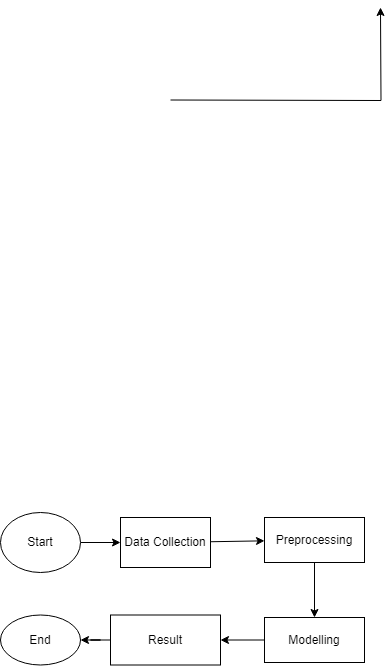 Start
Data Collection
Preprocessing
Modelling
Result
End